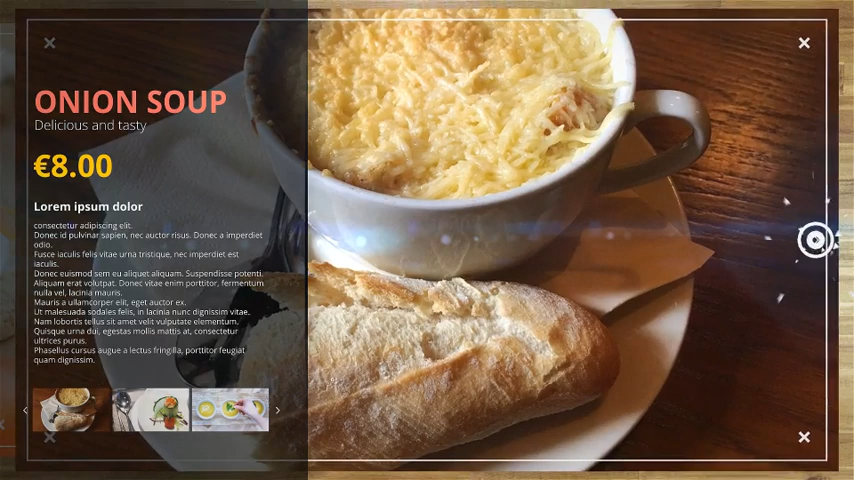 ONION SOUP
Delicious and tasty
€8.00
Lorem ipsum dolor
consectetur adipiscing elit.
Donec id pulvinar sapien, nec auctor risus. Donec a imperdiet
odio.
Fusce iaculis felis vitae urna tristique, nec imperdiet est
iaculis.
Donec euismod sem eu aliquet aliquam. Suspendisse potenti.
Aliquam erat volutpat. Donec vitae enim porttitor, fermentum
nulla vel, lacinia mauris.
Mauris a ullamcorper elit, eget auctor ex.
Ut malesuada sodales felis, in lacinia nunc dignissim vitae.
Nam lobortis tellus sit amet velit vulputate elementum.
Quisque urna dui, egestas mollis mattis at, consectetur
ultrices purus.
Phasellus cursus augue a lectus fringilla, porttitor feugiat
quam dignissim.